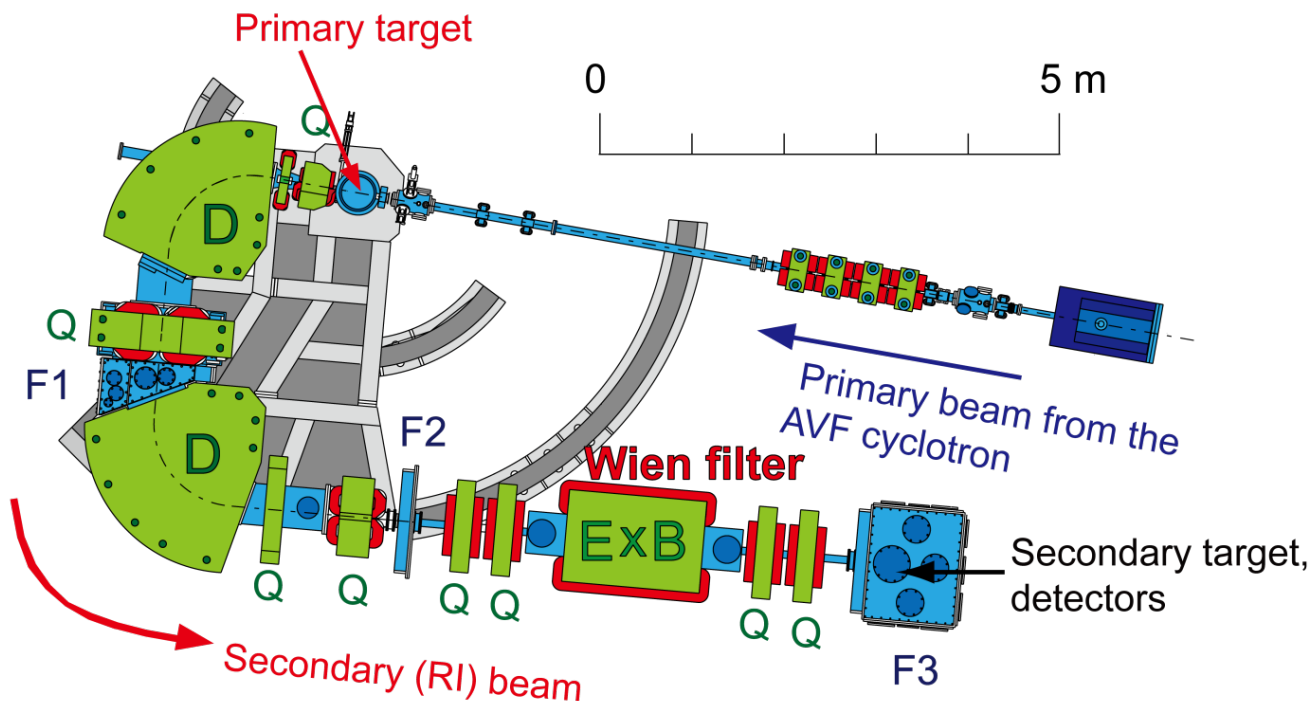 Primary target
0
5 m
Q
D
Q
F1
Primary beam from the
AVF cyclotron
F2
D
Wien filter
ExB
Secondary target,
detectors
Q
Q
Q
Q
Q
Q
F3
Secondary (RI) beam